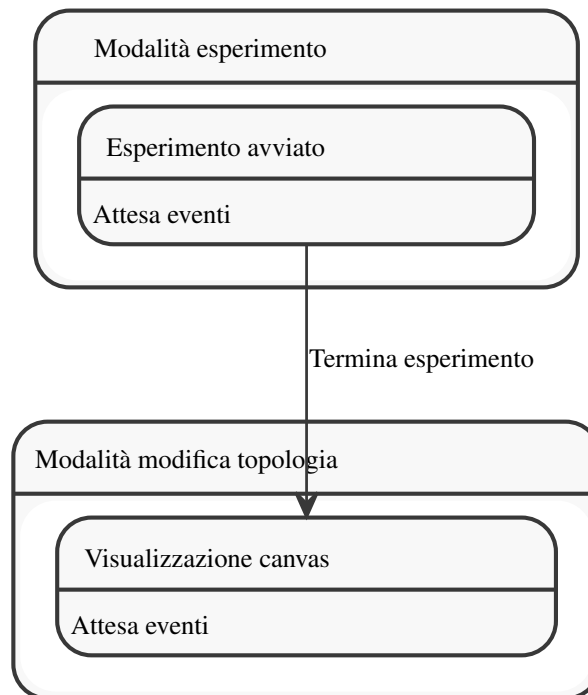 Modalità esperimento
Esperimento avviato
Attesa eventi
Termina esperimento
Modalità modifica topologia
Visualizzazione canvas
Attesa eventi